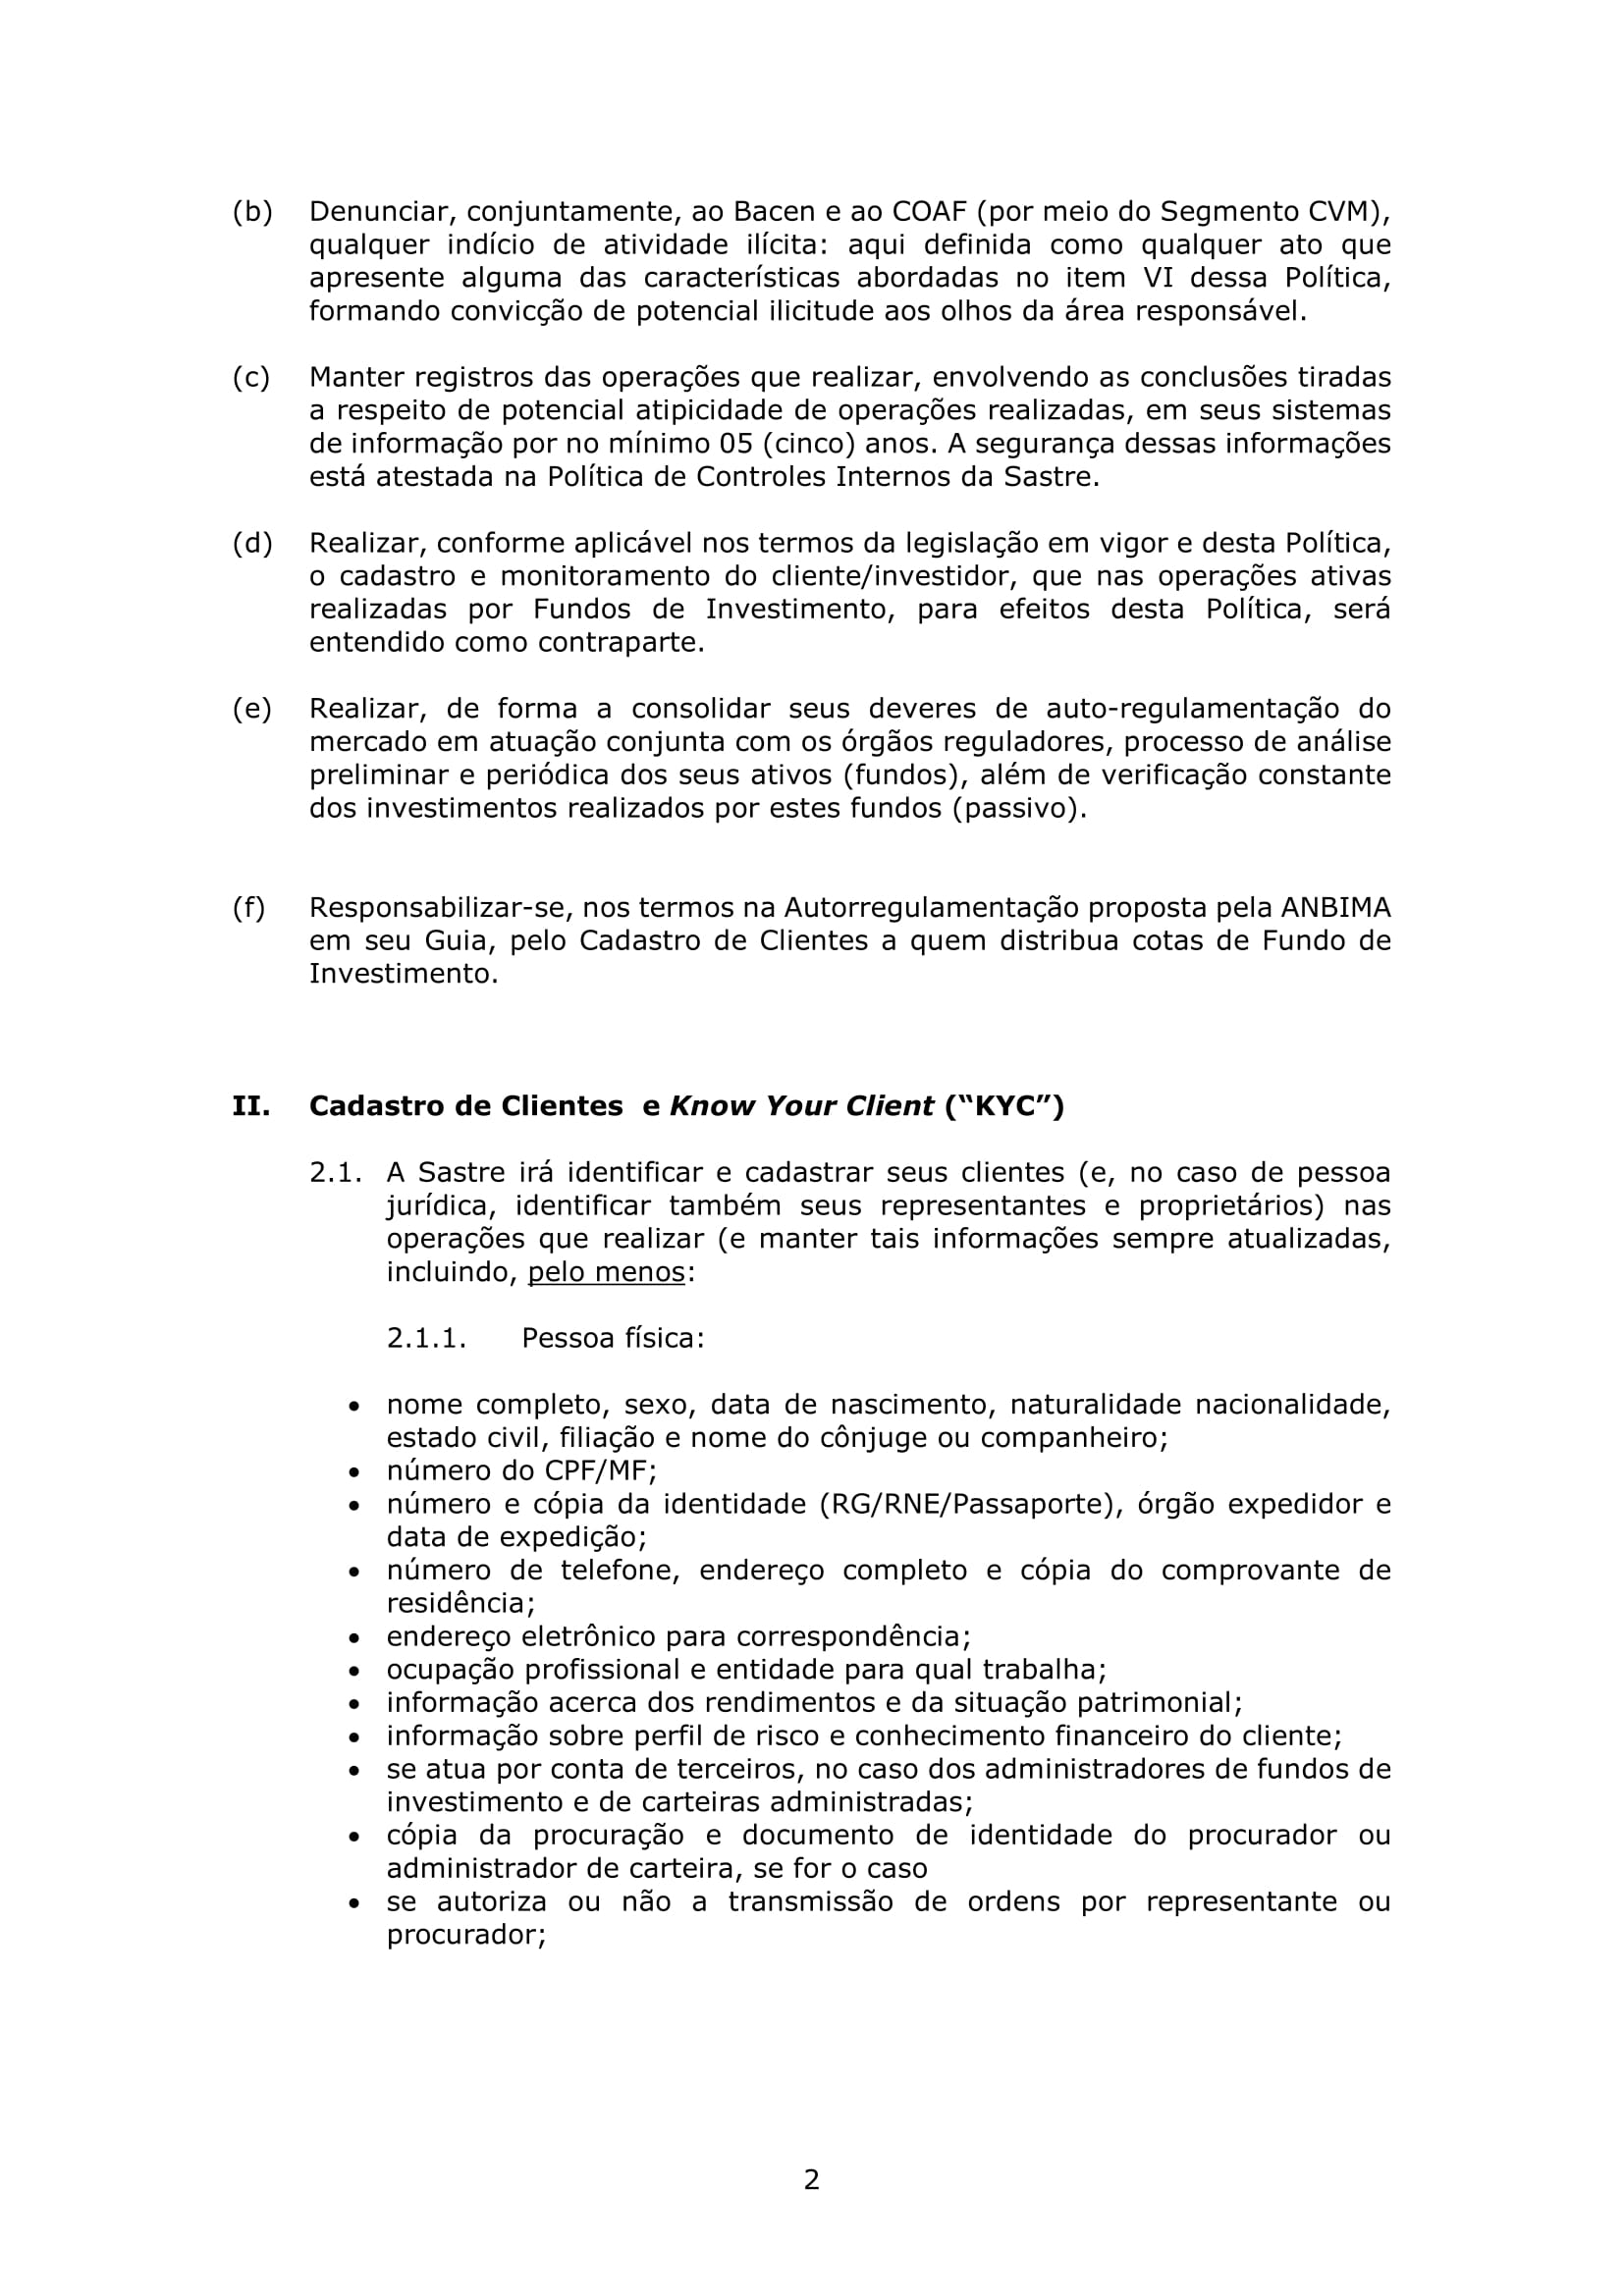 (b) Denunciar, conjuntamente, ao Bacen e ao COAF (por meio do Segmento CVM),
qualquer indício de atividade ilícita: aqui definida como qualquer ato que
apresente alguma das características abordadas no item VI dessa Política,
formando convicção de potencial ilicitude aos olhos da área responsável.
(c) Manter registros das operações que realizar, envolvendo as conclusões tiradas
a respeito de potencial atipicidade de operações realizadas, em seus sistemas
de informação por no mínimo 05 (cinco) anos. A segurança dessas informações
está atestada na Política de Controles Internos da Sastre.
(d) Realizar, conforme aplicável nos termos da legislação em vigor e desta Política,
o cadastro e monitoramento do cliente/investidor, que nas operações ativas
realizadas por Fundos de Investimento, para efeitos desta Política, será
entendido como contraparte.
(e) Realizar, de forma a consolidar seus deveres de auto-regulamentação do
mercado em atuação conjunta com os órgãos reguladores, processo de análise
preliminar e periódica dos seus ativos (fundos), além de verificação constante
dos investimentos realizados por estes fundos (passivo).
(f) Responsabilizar-se, nos termos na Autorregulamentação proposta pela ANBIMA
em seu Guia, pelo Cadastro de Clientes a quem distribua cotas de Fundo de
Investimento.
II. Cadastro de Clientes e Know Your Client (“KYC”)
2.1. A Sastre irá identificar e cadastrar seus clientes (e, no caso de pessoa
jurídica, identificar também seus representantes e proprietários) nas
operações que realizar (e manter tais informações sempre atualizadas,
incluindo, pelo menos:
2.1.1. Pessoa física:
• nome completo, sexo, data de nascimento, naturalidade nacionalidade,
estado civil, filiação e nome do cônjuge ou companheiro;
• número do CPF/MF;
• número e cópia da identidade (RG/RNE/Passaporte), órgão expedidor e
data de expedição;
• número de telefone, endereço completo e cópia do comprovante de
residência;
• endereço eletrônico para correspondência;
• ocupação profissional e entidade para qual trabalha;
• informação acerca dos rendimentos e da situação patrimonial;
• informação sobre perfil de risco e conhecimento financeiro do cliente;
• se atua por conta de terceiros, no caso dos administradores de fundos de
investimento e de carteiras administradas;
• cópia da procuração e documento de identidade do procurador ou
administrador de carteira, se for o caso
• se autoriza ou não a transmissão de ordens por representante ou
procurador;
2